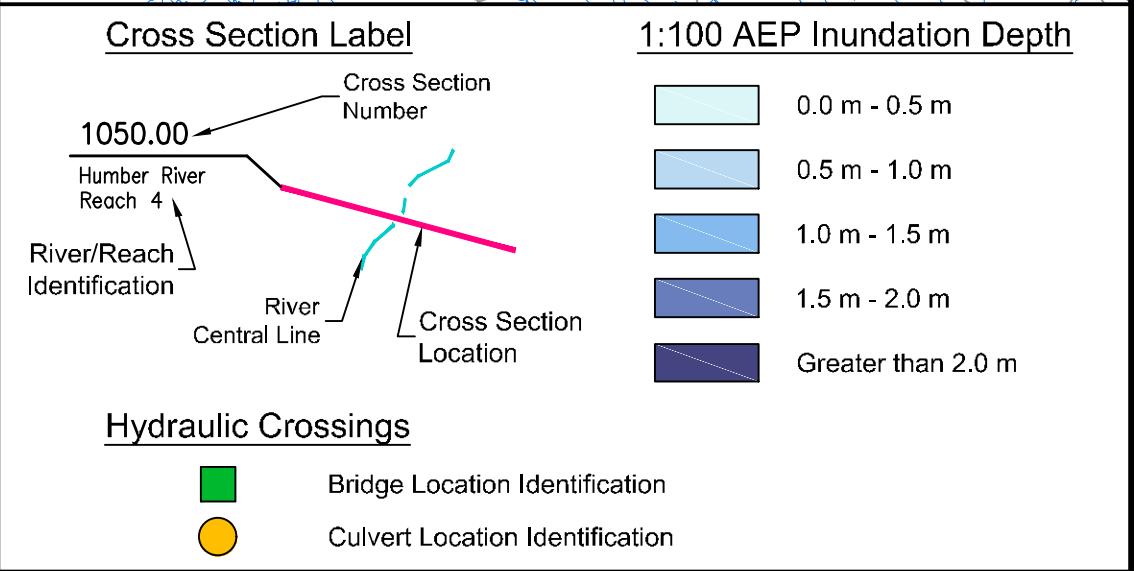 Cross Section Label
Cross Section
Number
1050.00
Humber River
Reach 4
River/Reach
Identification
River
Central Line
Cross Section
Location
1:100 AEP Inundation Depth
0.0 m - 0.5 m
0.5 m - 1.0 m
1.0 m - 1.5 m
1.5 m - 2.0 m
Greater than 2.0 m
Hydraulic Crossings
Bridge Location Identification
Culvert Location Identification